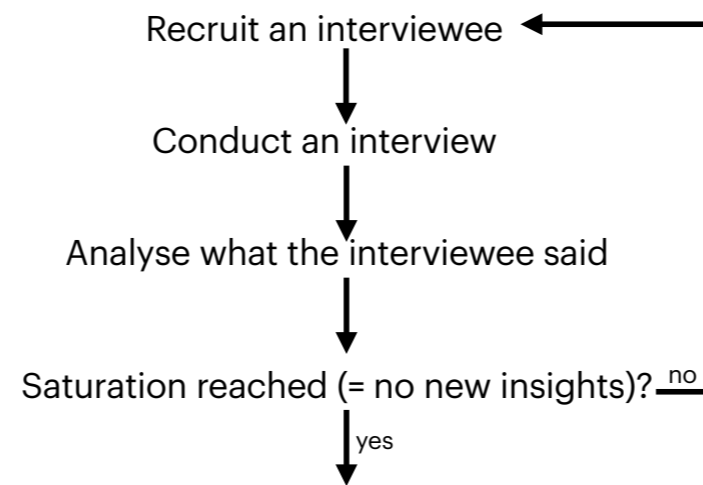 Recruit an interviewee
Conduct an interview
Analyse what the interviewee said
Saturation reached (= no new insights)? no
yes